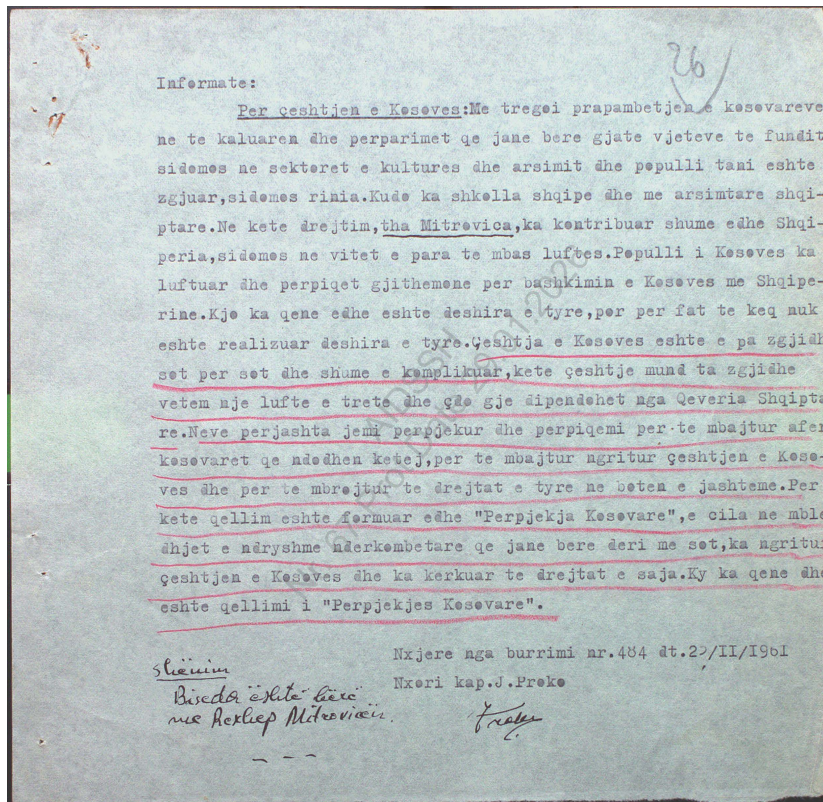 26
Informate:
Per çeshtjen e Kosoves:Me tregoi prapambetjen e kosovareve
ne te kaluaren dhe perparimet qe jane bere gjate vjeteve te fundit
sidomos ne sektoret e kultures dhe arsimit dhe populli tani eshte
zgjuar,sidomos rinia.Kudo ka shkolla shqipe dhe me arsimtare shqi-
ptare.Ne kete drejtim,tha Mitrovica,ka kontribuar shume edhe Shqi-
peria,sidomos ne vitet e para te mbas luftes.Populli i Kosoves ka
luftuar dhe perpiqet gjithemone per bashkimin e Kosoves me Shqipe-
rine.Kjo ka qene edhe eshte deshira e tyre,por per fat te keq nuk
eshte realizuar deshira e tyre.Çeshtja e Kosoves eshte e pa zgjidh
sot per sot dhe shume e komplikuar,kete çeshtje mund ta zgjidhe
vetem nje lufte e trete dhe çdo gje dipendohet nga Qeveria Shqipta
re.Neve perjashta jemi perpjekur dhe perpiqemi per te mbajtur afer
kosovaret qe ndodhen ketej,per te mbajtur ngritur çeshtjen e Koso-
ves dhe per te mbrojtur te drejtat e tyre ne boten e jashteme.Per
kete qellim eshte formuar edhe "Perpjekja Kosovare",e cila ne mble
dhjet e ndryshme nderkombetare qe jane bere deri me sot,ka ngritur
çeshtjen e Kosoves dhe ka kerkuar te drejtat e saja.Ky ka qene dhe
eshte qellimi i "Perpjekjes Kosovare".
Nxjere nga burrimi nr.484 dt./II/1961
Nxori kap.J.Proko
shënim
Biseda është bërë
me Rexhep Mitrovicën.
AIDSSH